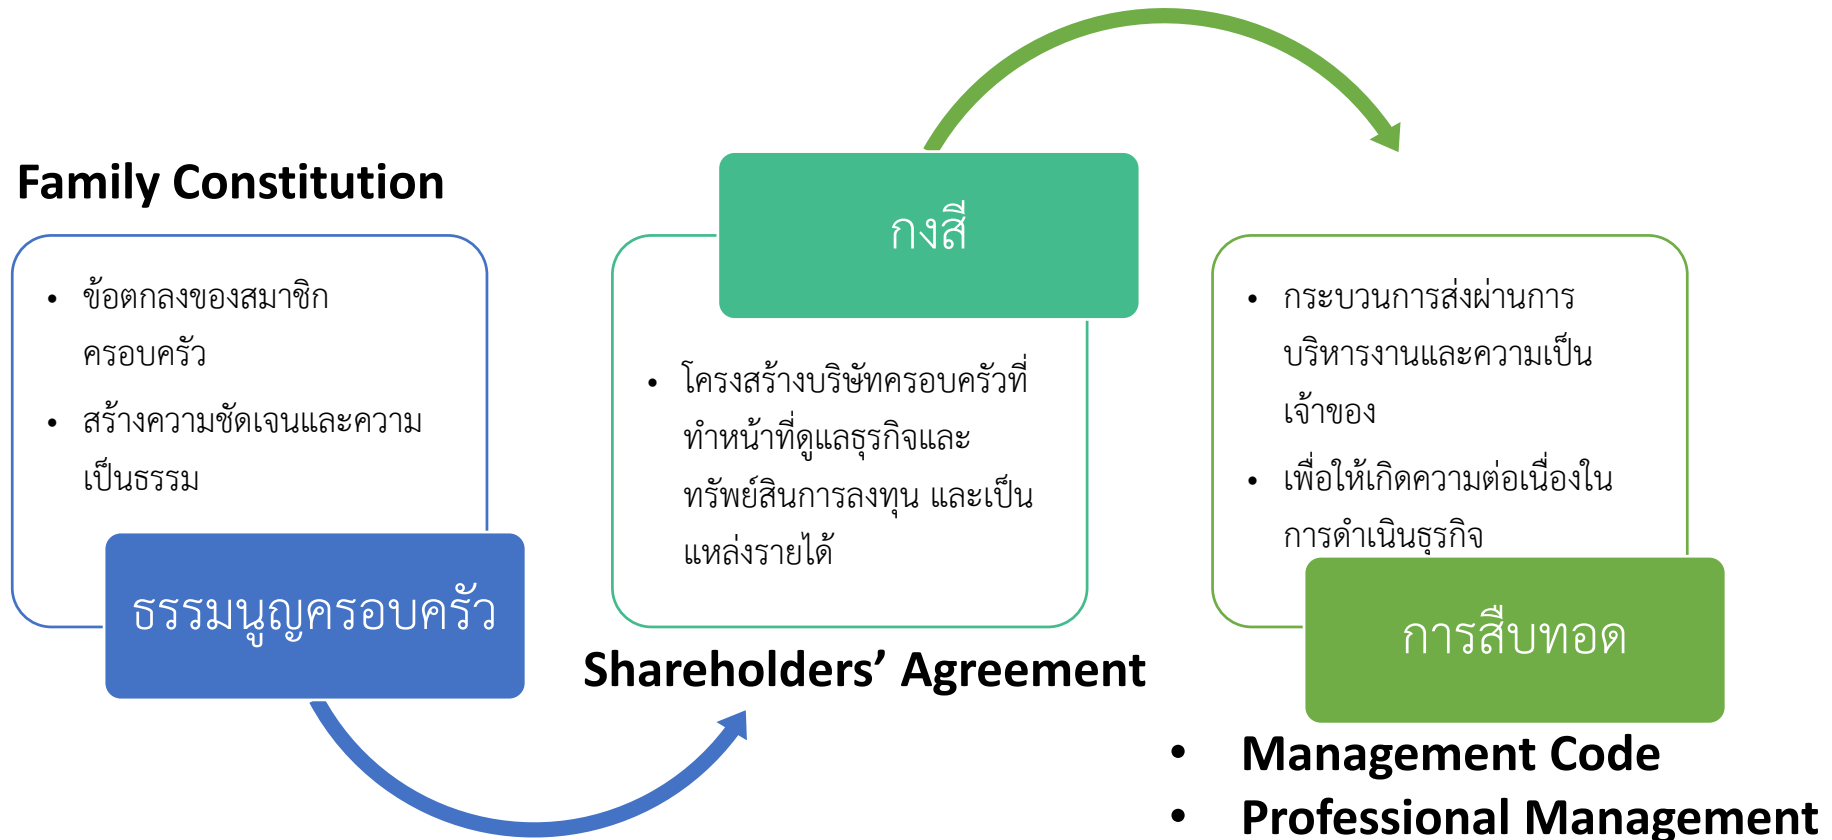 Family Constitution
• ข้อตกลงของสมาชิก
ครอบครัว
• สร้างความชัดเจนและความ
เป็นธรรม
ธรรมนูญครอบครัว
กงสี
• โครงสร้างบริษัทครอบครัวที่
ทำหน้าที่ดูแลธุรกิจและ
ทรัพย์สินการลงทุน และเป็น
แหล่งรายได้
Shareholders’ Agreement
• กระบวนการส่งผ่านการ
บริหารงานและความเป็น
เจ้าของ
• เพื่อให้เกิดความต่อเนื่องใน
การดำเนินธุรกิจ
การสืบทอด
• Management Code
• Professional Management